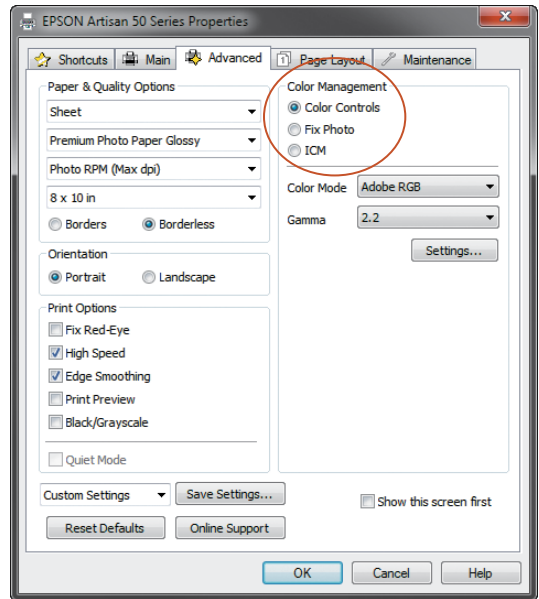 EPSON Artisan 50 Series Properties
Shortcuts
Main
Advanced
Page Layout
Maintenance
Paper & Quality Options
Sheet
Premium Photo Paper Glossy
Photo RPM (Max dpi)
8 x 10 in
Borders
Borderless
Orientation
Portrait
Landscape
Print Options
Fix Red-Eye
High Speed
Edge Smoothing
Print Preview
Black/Grayscale
Quiet Mode
Color Management
Color Controls
Fix Photo
ICM
Color Mode
Adobe RGB
Gamma
2.2
Settings...
Custom Settings
Save Settings...
Show this screen first
Reset Defaults
Online Support
OK
Cancel
Help